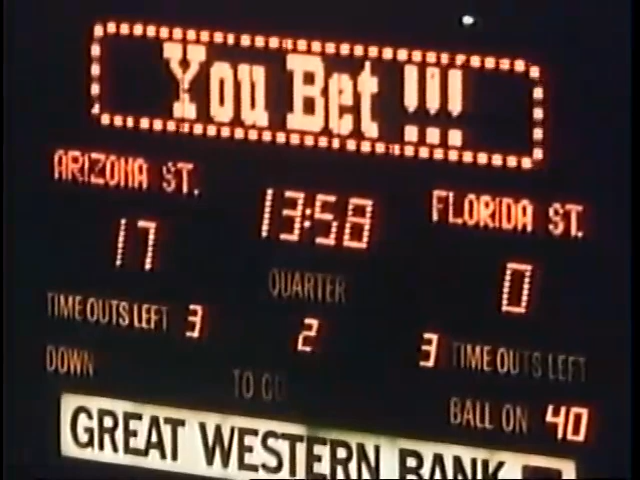 You Bet !!!
ARIZONA ST. 13:58 FLORIDA ST.
17 QUARTER 0
TIME OUTS LEFT 3 2 3 TIME OUTS LEFT
DOWN TO GO BALL ON 40
GREAT WESTERN BANK